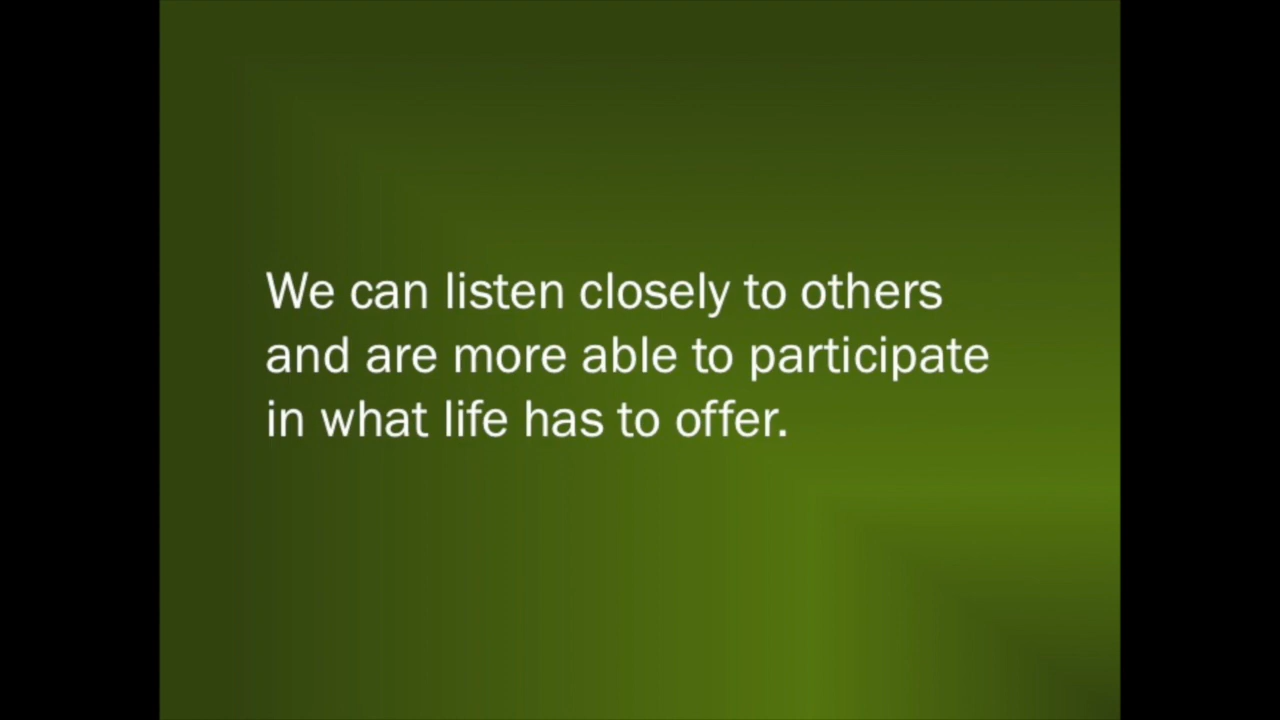 We can listen closely to others
and are more able to participate
in what life has to offer.